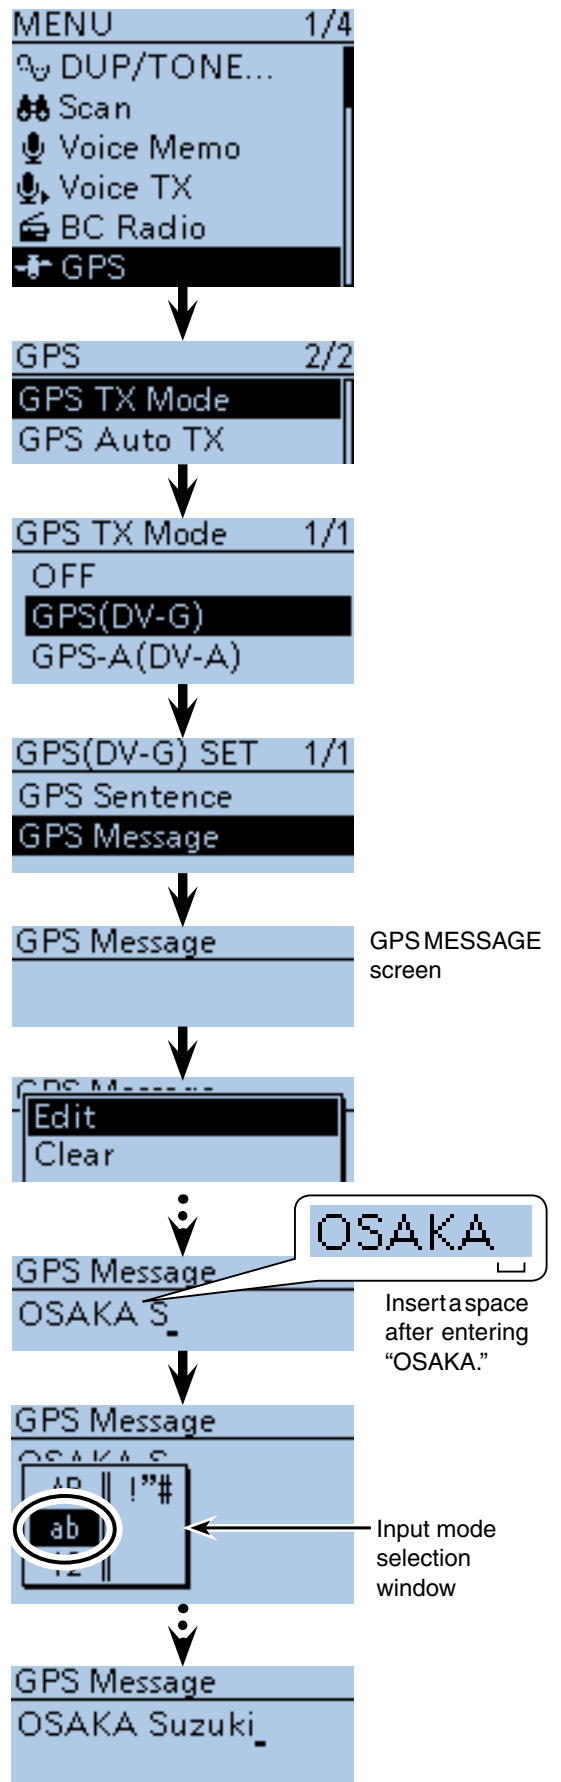 MENU 1/4
DUP/TONE...
Scan
Voice Memo
Voice TX
BC Radio
GPS
GPS 2/2
GPS TX Mode
GPS Auto TX
GPS TX Mode 1/1
OFF
GPS(DV-G)
GPS-A(DV-A)
GPS(DV-G) SET 1/1
GPS Sentence
GPS Message
GPS Message
GPS MESSAGE
screen
GPS Message
Edit
Clear
OSAKA
GPS Message
OSAKA S
Insert a space
after entering
“OSAKA.”
GPS Message
OSAKA S
AB !”#
ab
12
Input mode
selection
window
GPS Message
OSAKA Suzuki